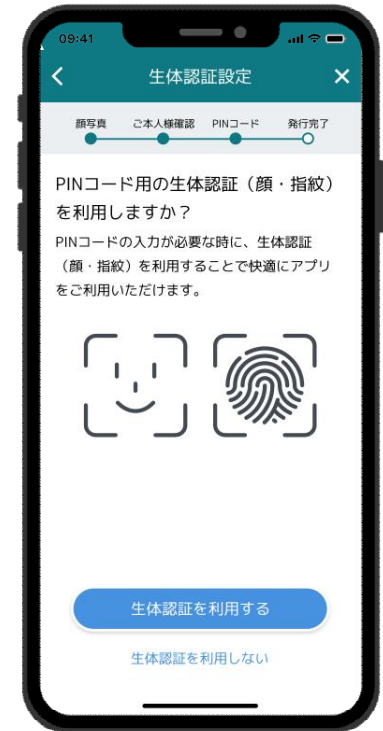 09:41
生体認証設定
顔写真 ご本人様確認 PINコード 発行完了
PINコード用の生体認証（顔・指紋）
を利用しますか？
PINコードの入力が必要な時に、生体認証
（顔・指紋）を利用することで快適にアプリ
をご利用いただけます。
生体認証を利用する
生体認証を利用しない